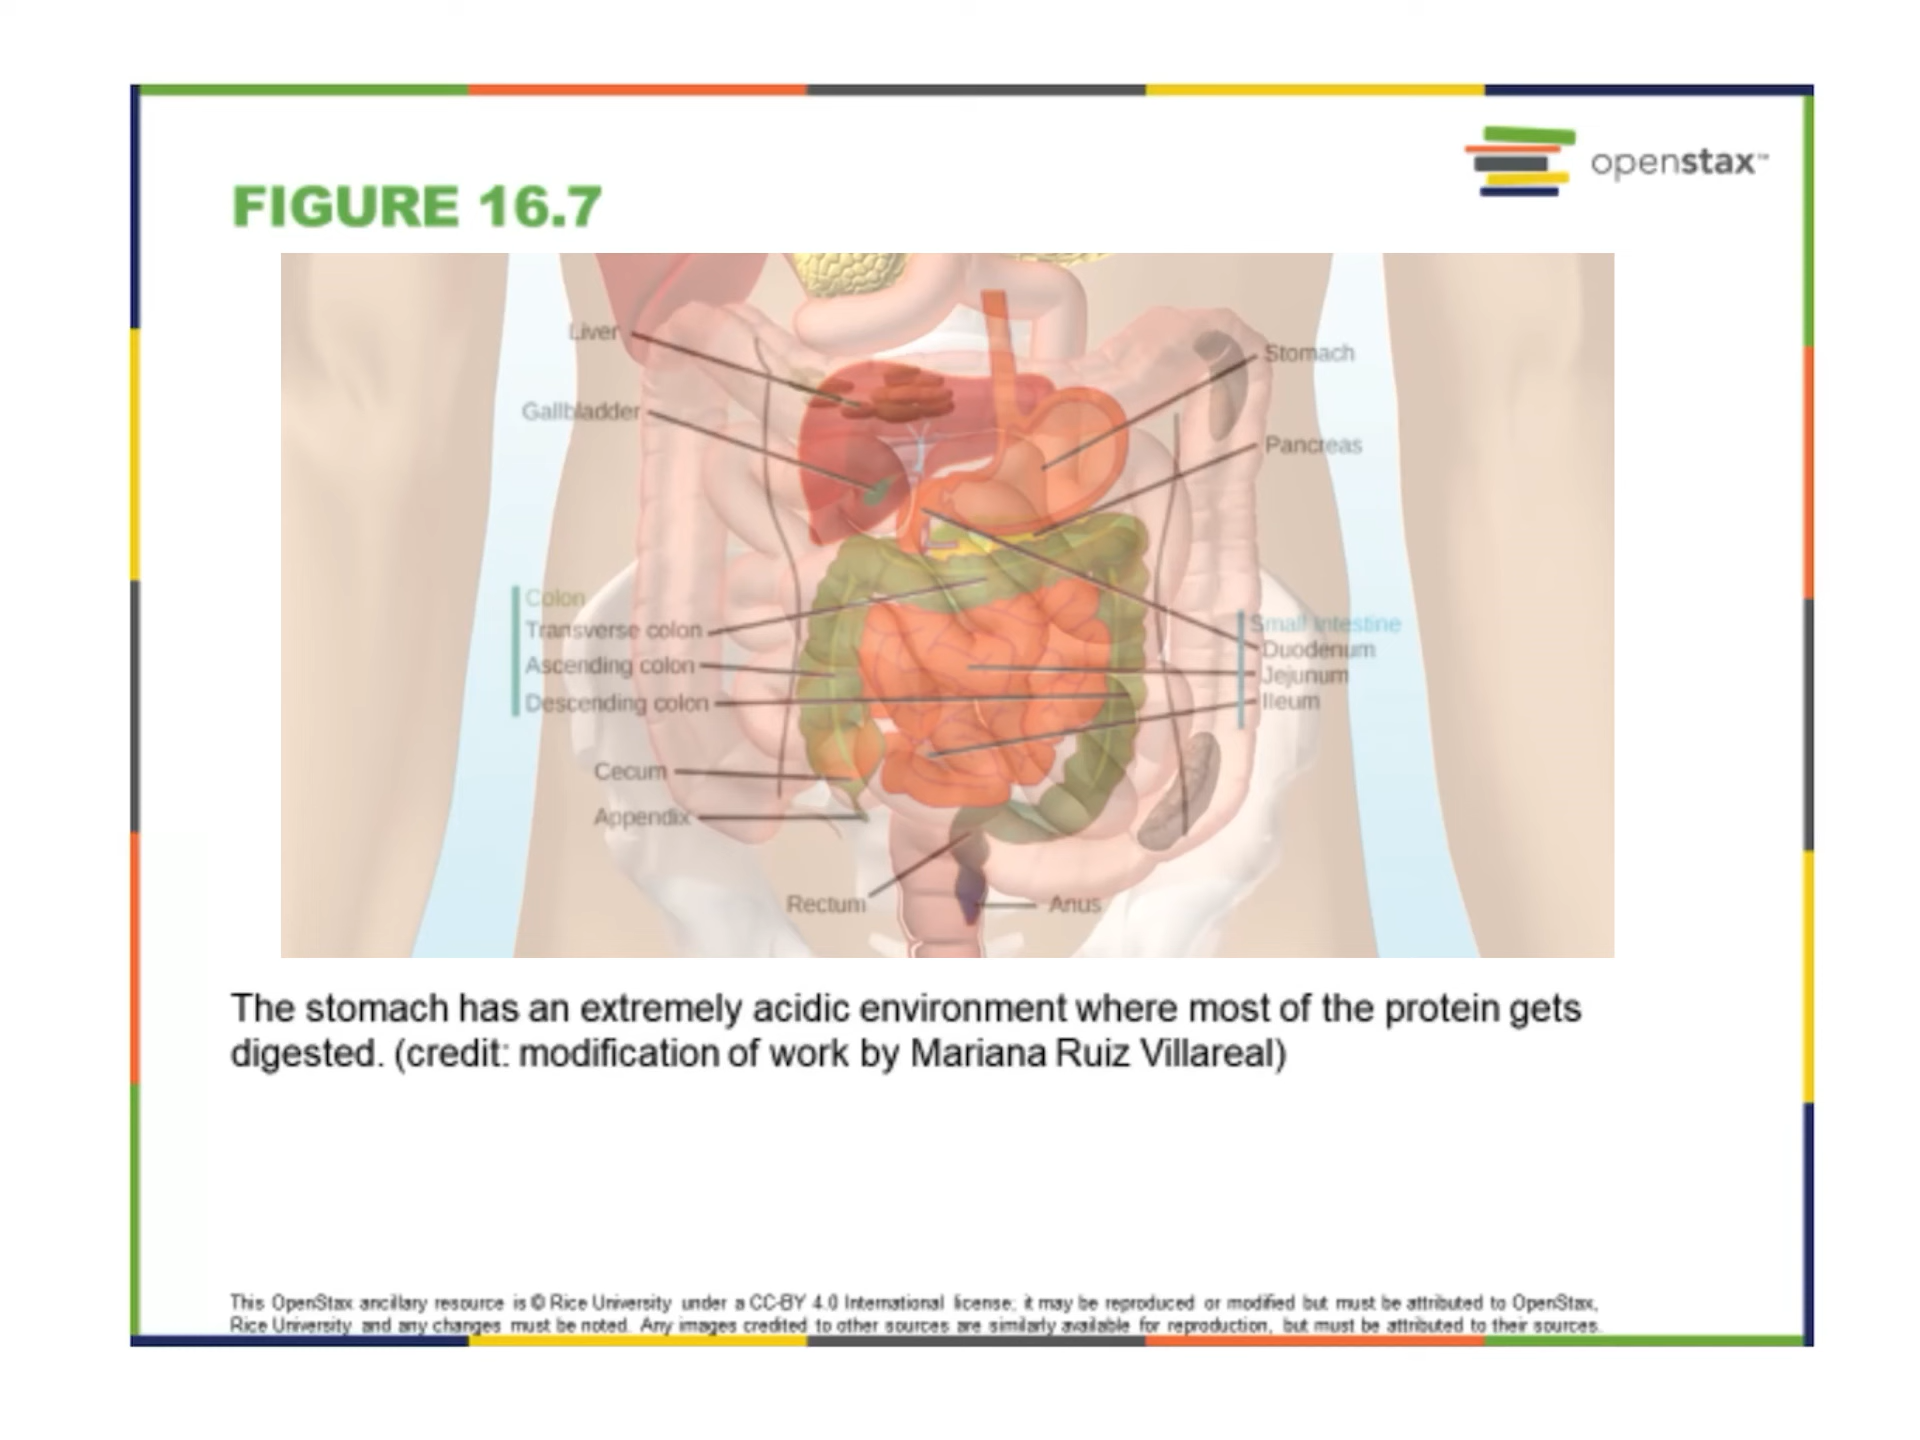 openstax™
FIGURE 16.7
Liver
Stomach
Gallbladder
Pancreas
Colon
Transverse colon
Ascending colon
Descending colon
Small intestine
Duodenum
Jejunum
Ileum
Cecum
Appendix
Rectum
Anus
The stomach has an extremely acidic environment where most of the protein gets
digested. (credit: modification of work by Mariana Ruiz Villareal)
This OpenStax ancillary resource is © Rice University under a CC-BY 4.0 International license; it may be reproduced or modified but must be attributed to OpenStax,
Rice University and any changes must be noted. Any images credited to other sources are similarly available for reproduction, but must be attributed to their sources.